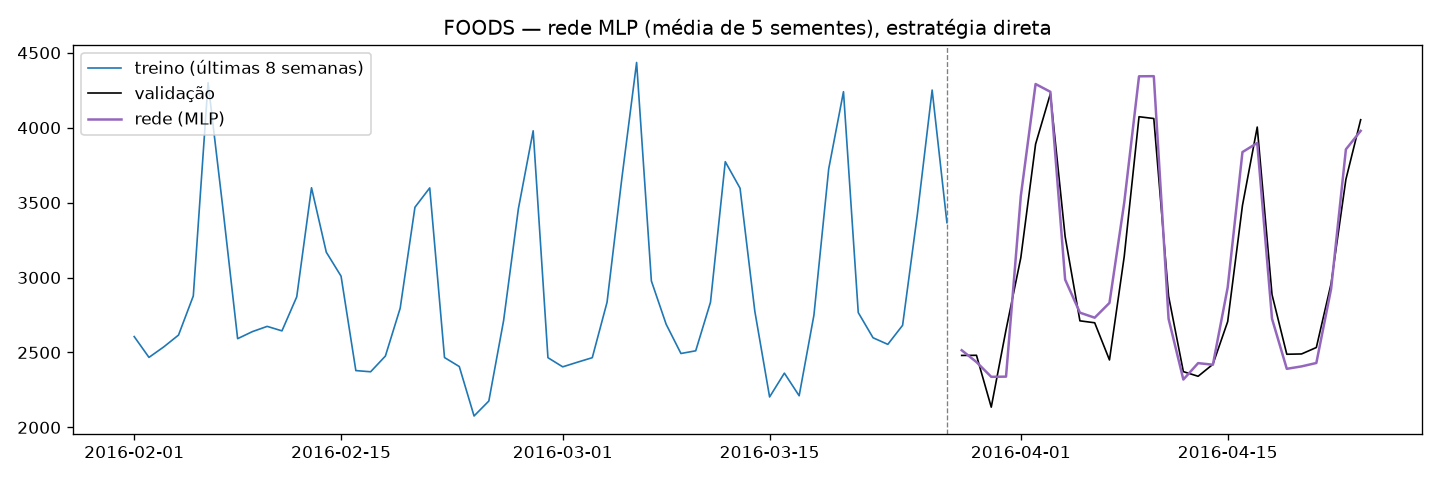 FOODS — rede MLP (média de 5 sementes), estratégia direta
treino (últimas 8 semanas)
validação
rede (MLP)
4500
4000
3500
3000
2500
2000
2016-02-01 2016-02-15 2016-03-01 2016-03-15 2016-04-01 2016-04-15